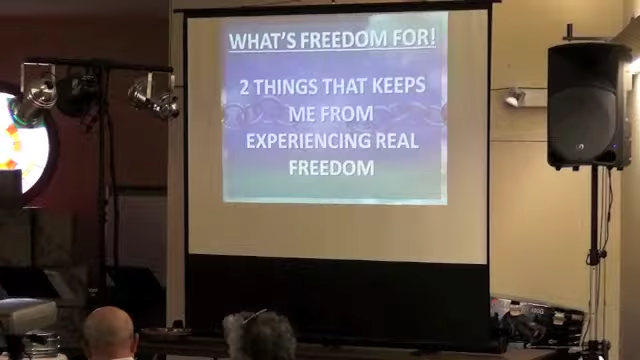 WHAT'S FREEDOM FOR!
2 THINGS THAT KEEPS
ME FROM
EXPERIENCING REAL
FREEDOM